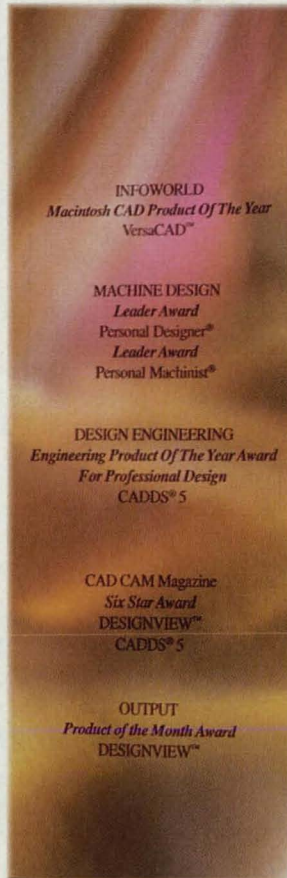 INFOWORLD
Macintosh CAD Product Of The Year
VersaCAD™
MACHINE DESIGN
Leader Award
Personal Designer®
Leader Award
Personal Machinist®
DESIGN ENGINEERING
Engineering Product Of The Year Award
For Professional Design
CADDS® 5
CAD CAM Magazine
Six Star Award
DESIGNVIEW™
CADDS® 5
OUTPUT
Product of the Month Award
DESIGNVIEW™